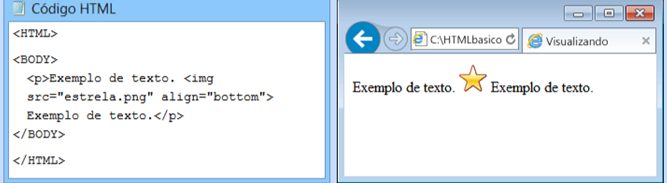 Código HTML
<HTML>
<BODY>
<p>Exemplo de texto. <img
src="estrela.png" align="bottom">
Exemplo de texto.</p>
</BODY>
</HTML>
C:\HTMLbasico
Visualizando
Exemplo de texto. Exemplo de texto.